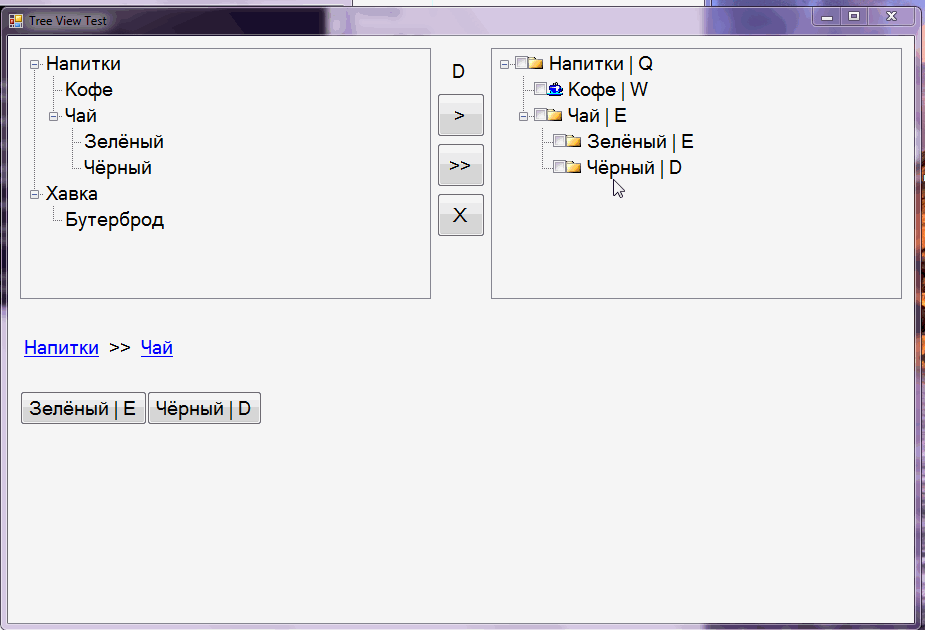 Tree View Test
Напитки
Кофе
Чай
Зелёный
Чёрный
Хавка
Бутерброд
D
>
>>
X
Напитки | Q
Кофе | W
Чай | E
Зелёный | E
Чёрный | D
Напитки >> Чай
Зелёный | E Чёрный | D